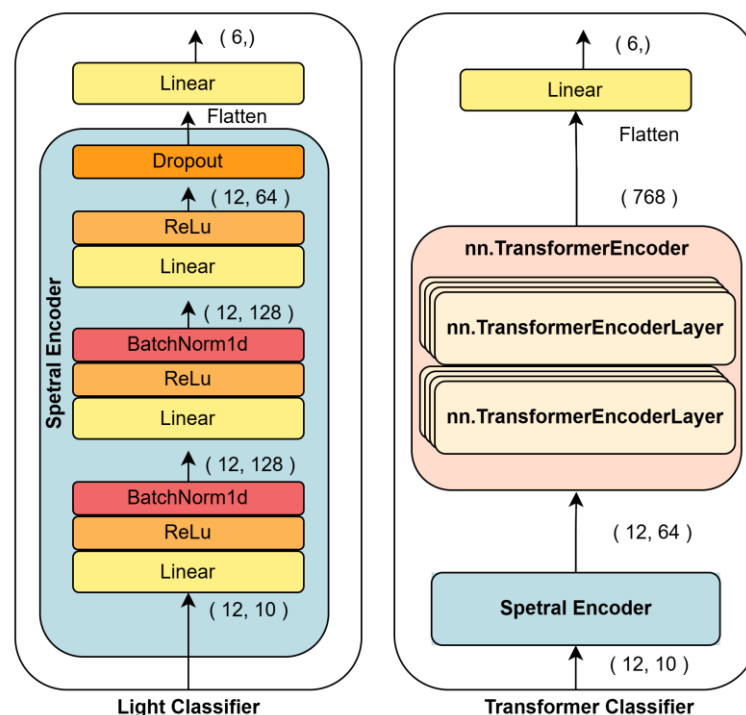 ( 6,)
Linear
Flatten
Dropout
( 12, 64 )
ReLu
Linear
( 12, 128 )
BatchNorm1d
ReLu
Linear
( 12, 128 )
BatchNorm1d
ReLu
Linear
( 12, 10 )
Spetral Encoder
Light Classifier
( 6,)
Linear
Flatten
( 768 )
nn.TransformerEncoder
nn.TransformerEncoderLayer
nn.TransformerEncoderLayer
( 12, 64 )
Spetral Encoder
( 12, 10 )
Transformer Classifier